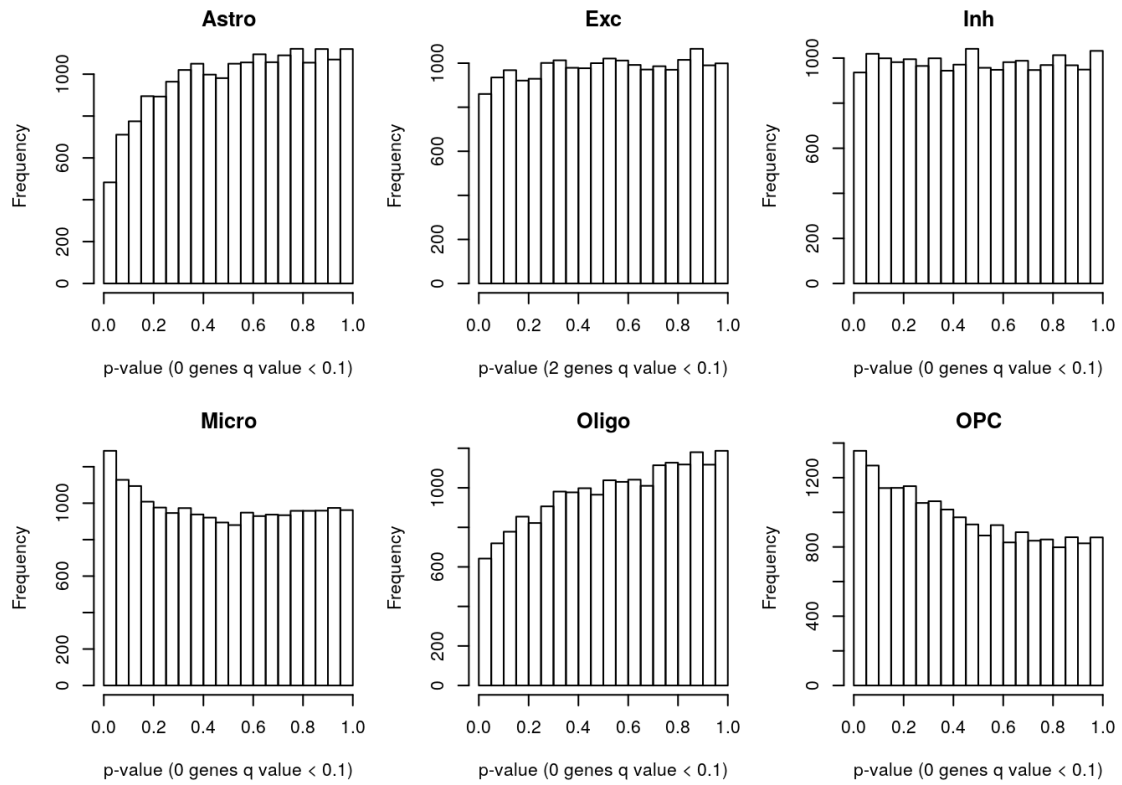 Astro
Frequency
0 200 600 1000
0.0 0.2 0.4 0.6 0.8 1.0
p-value (0 genes q value < 0.1)
Exc
Frequency
0 200 600 1000
0.0 0.2 0.4 0.6 0.8 1.0
p-value (2 genes q value < 0.1)
Inh
Frequency
0 200 600 1000
0.0 0.2 0.4 0.6 0.8 1.0
p-value (0 genes q value < 0.1)
Micro
Frequency
0 200 600 1000
0.0 0.2 0.4 0.6 0.8 1.0
p-value (0 genes q value < 0.1)
Oligo
Frequency
0 200 600 1000
0.0 0.2 0.4 0.6 0.8 1.0
p-value (0 genes q value < 0.1)
OPC
Frequency
0 400 800 1200
0.0 0.2 0.4 0.6 0.8 1.0
p-value (0 genes q value < 0.1)